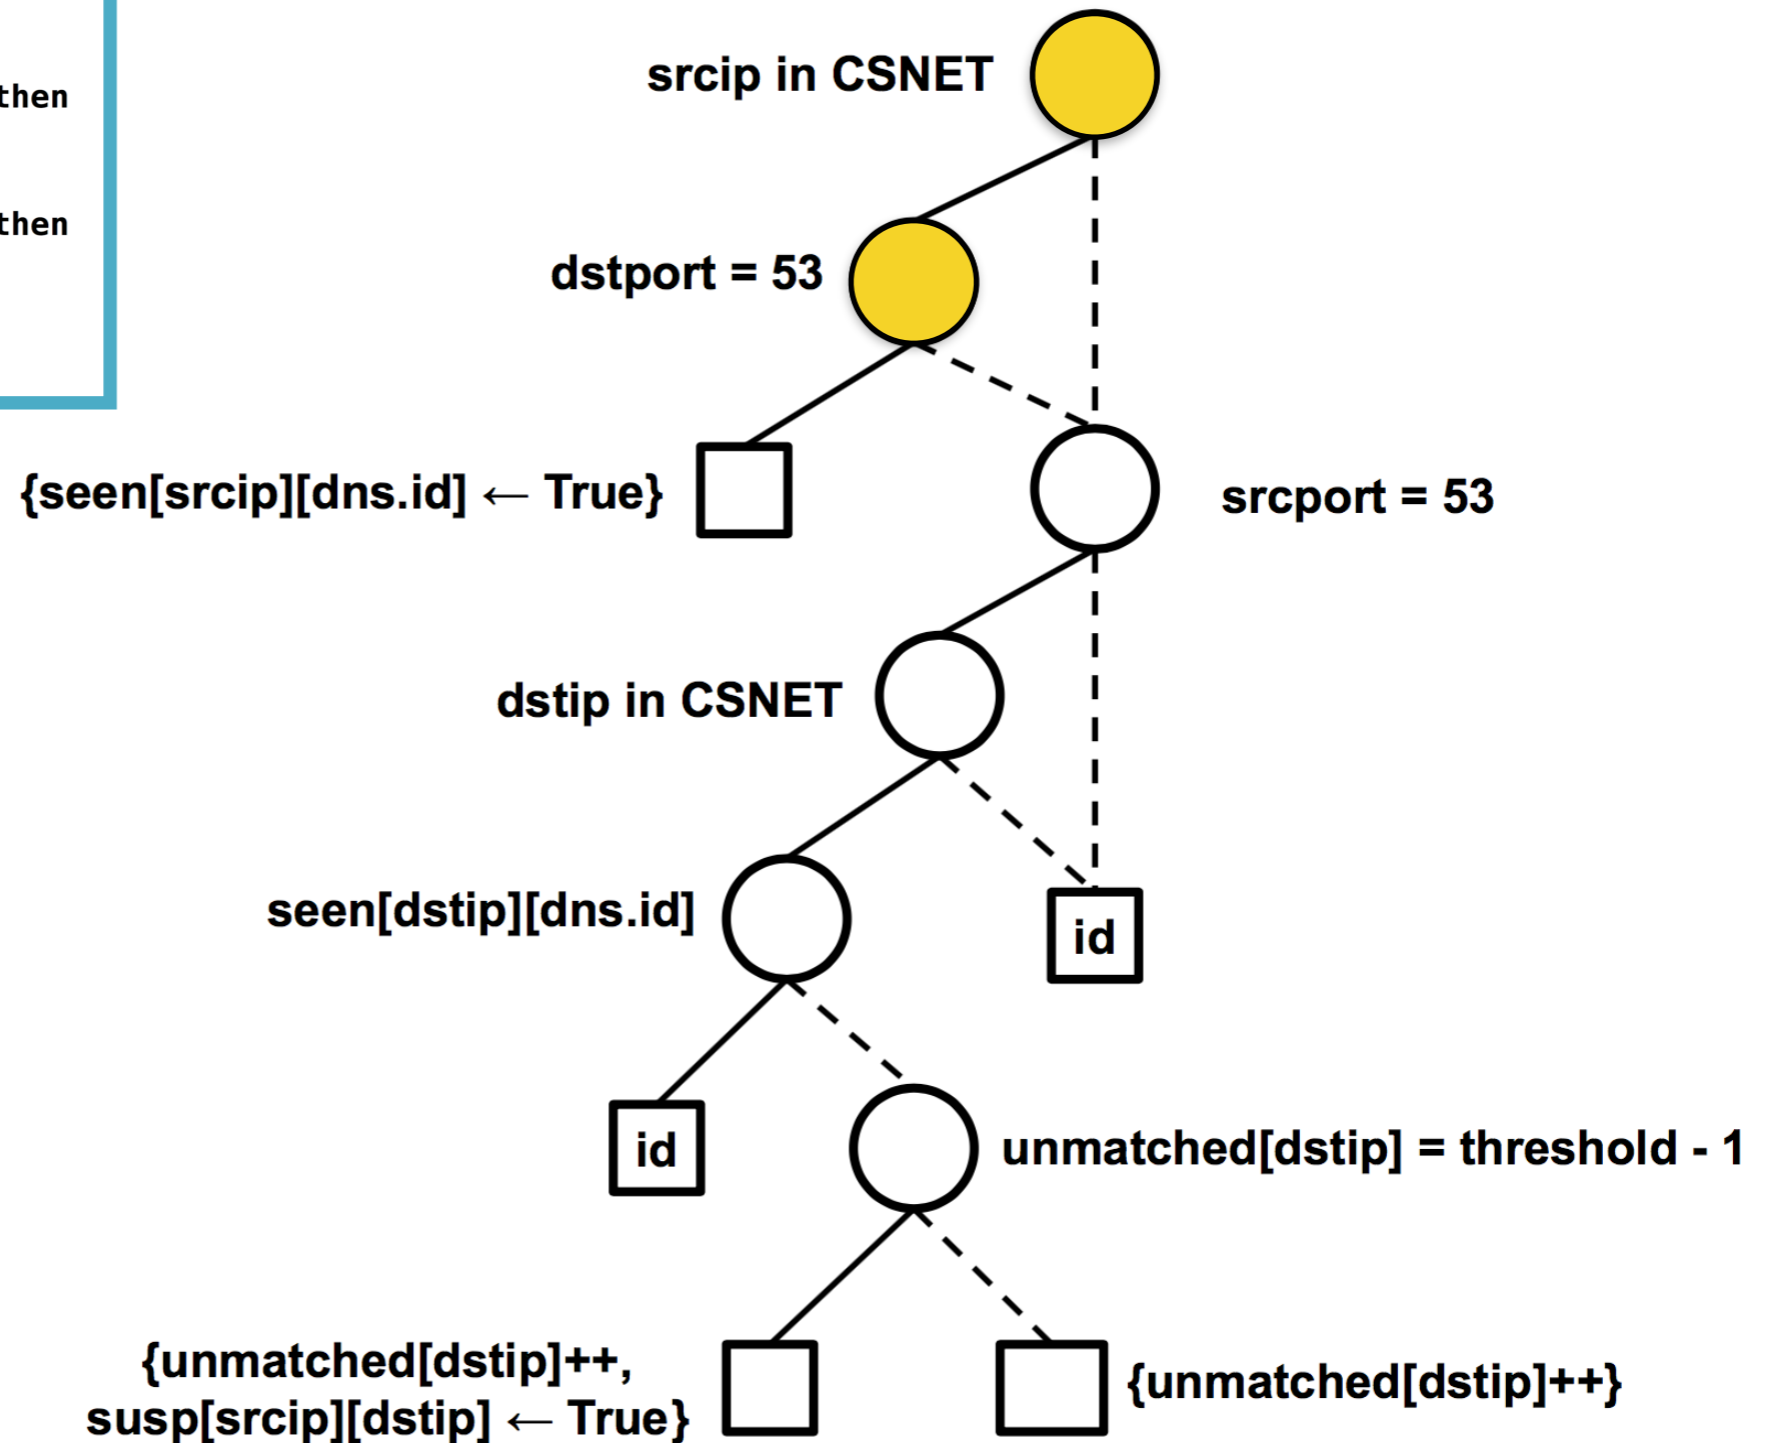 srcip in CSNET
then
then
dstport = 53
{seen[srcip][dns.id] ← True}
srcport = 53
dstip in CSNET
seen[dstip][dns.id]
id
id
unmatched[dstip] = threshold - 1
{unmatched[dstip]++,
susp[srcip][dstip] ← True}
{unmatched[dstip]++}